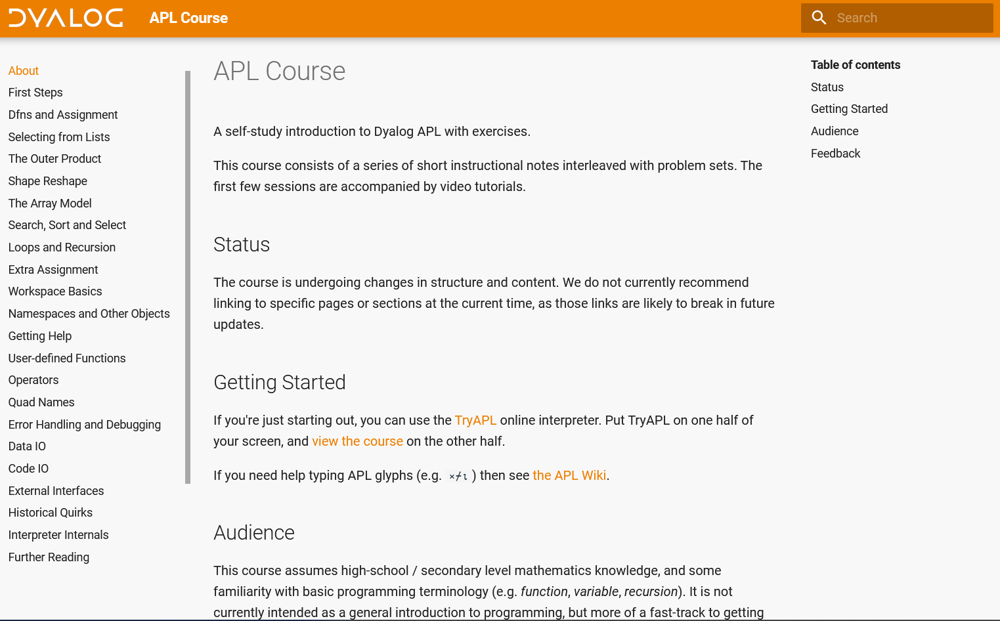 DYALOG
APL Course
Search
About
First Steps
Dfns and Assignment
Selecting from Lists
The Outer Product
Shape Reshape
The Array Model
Search, Sort and Select
Loops and Recursion
Extra Assignment
Workspace Basics
Namespaces and Other Objects
Getting Help
User-defined Functions
Operators
Quad Names
Error Handling and Debugging
Data IO
Code IO
External Interfaces
Historical Quirks
Interpreter Internals
Further Reading
APL Course
A self-study introduction to Dyalog APL with exercises.
This course consists of a series of short instructional notes interleaved with problem sets. The
first few sessions are accompanied by video tutorials.
Status
The course is undergoing changes in structure and content. We do not currently recommend
linking to specific pages or sections at the current time, as those links are likely to break in future
updates.
Getting Started
If you're just starting out, you can use the TryAPL online interpreter. Put TryAPL on one half of
your screen, and view the course on the other half.
If you need help typing APL glyphs (e.g. ×⌿⍳ ) then see the APL Wiki.
Audience
This course assumes high-school / secondary level mathematics knowledge, and some
familiarity with basic programming terminology (e.g. function, variable, recursion). It is not
currently intended as a general introduction to programming, but more of a fast-track to getting
Table of contents
Status
Getting Started
Audience
Feedback